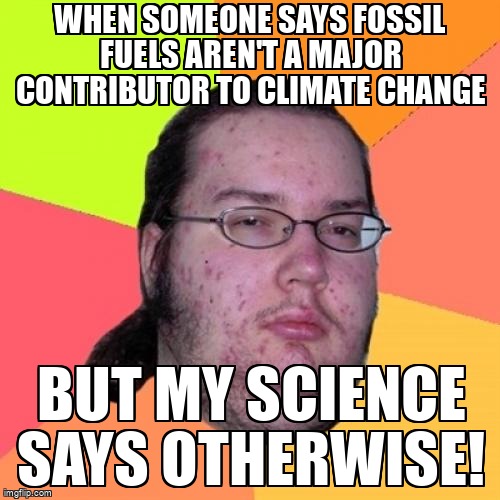 WHEN SOMEONE SAYS FOSSIL
FUELS AREN'T A MAJOR
CONTRIBUTOR TO CLIMATE CHANGE
BUT MY SCIENCE
SAYS OTHERWISE!
imgflip.com